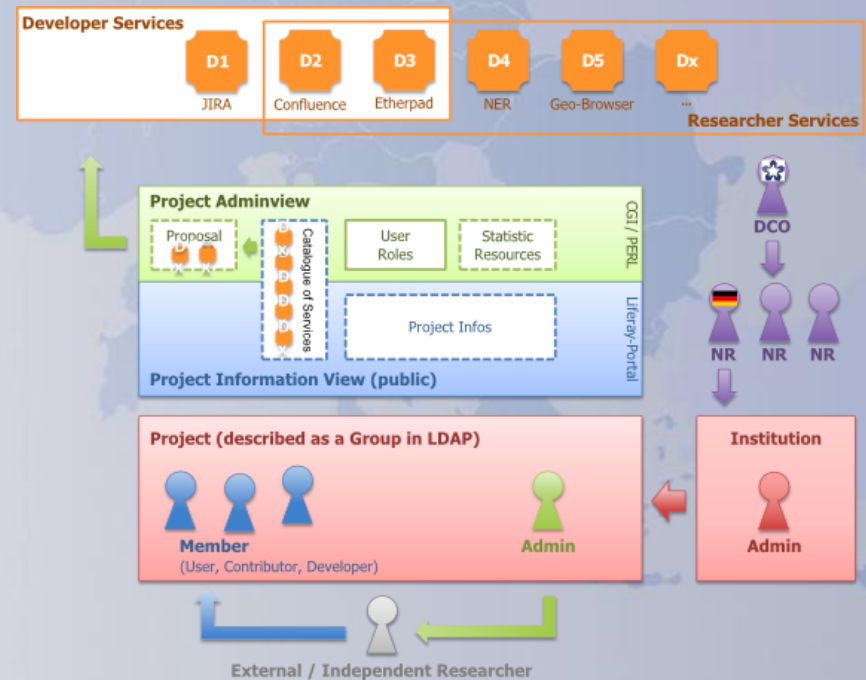 Developer Services
D1
D2
D3
D4
D5
Dx
JIRA
Confluence
Etherpad
NER
Geo-Browser
...
Researcher Services
DCO
NR
NR
NR
Project Adminview
CGI / PERL
Proposal
D
x
x
D
x
D
D
D
x
Catalogue of Services
User
Roles
Statistic
Resources
Project Infos
Liferay-Portal
Project Information View (public)
Project (described as a Group in LDAP)
Member
(User, Contributor, Developer)
Admin
Institution
Admin
External / Independent Researcher